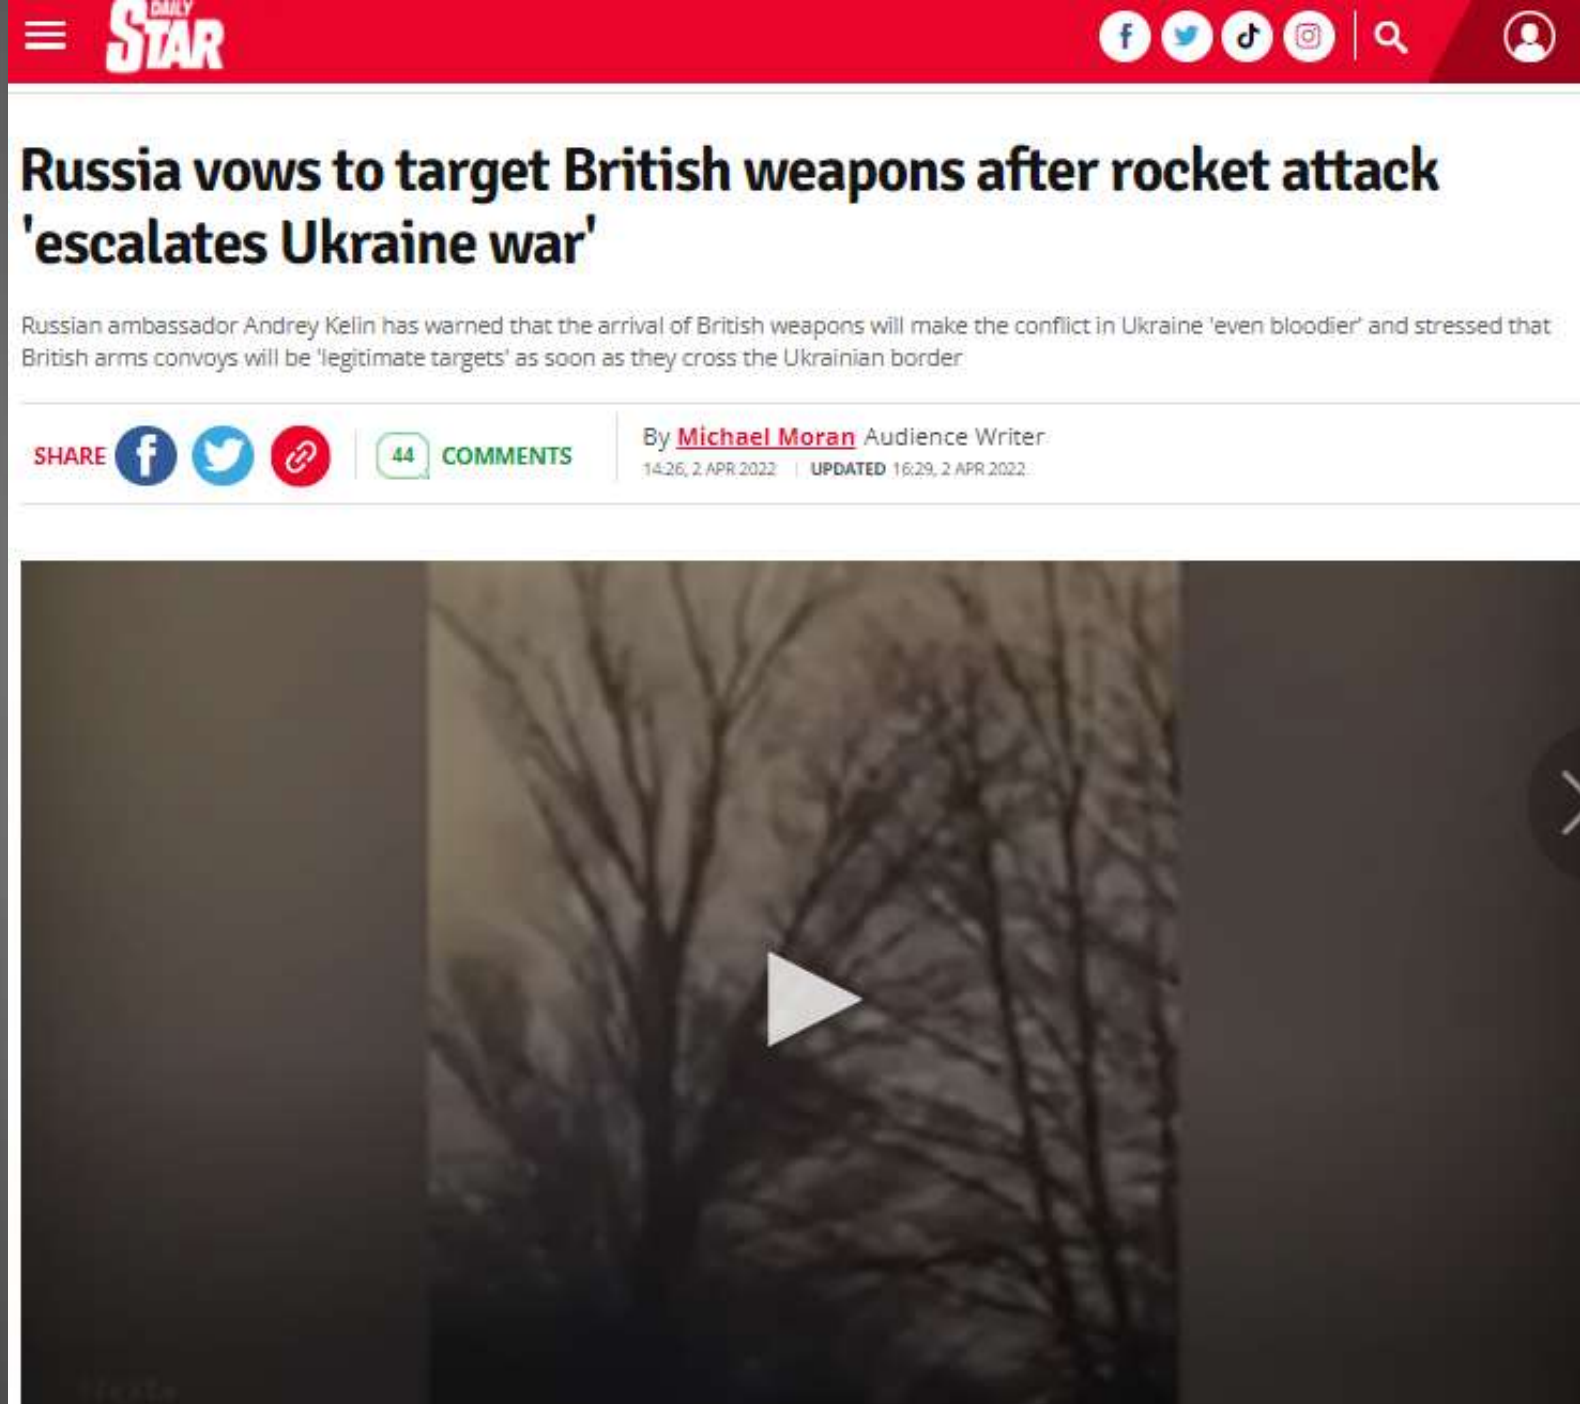 DAILY
STAR
Russia vows to target British weapons after rocket attack
'escalates Ukraine war'
Russian ambassador Andrey Kelin has warned that the arrival of British weapons will make the conflict in Ukraine 'even bloodier' and stressed that
British arms convoys will be 'legitimate targets' as soon as they cross the Ukrainian border
SHARE
44 COMMENTS
By Michael Moran Audience Writer
14:26, 2 APR 2022 | UPDATED 16:29, 2 APR 2022